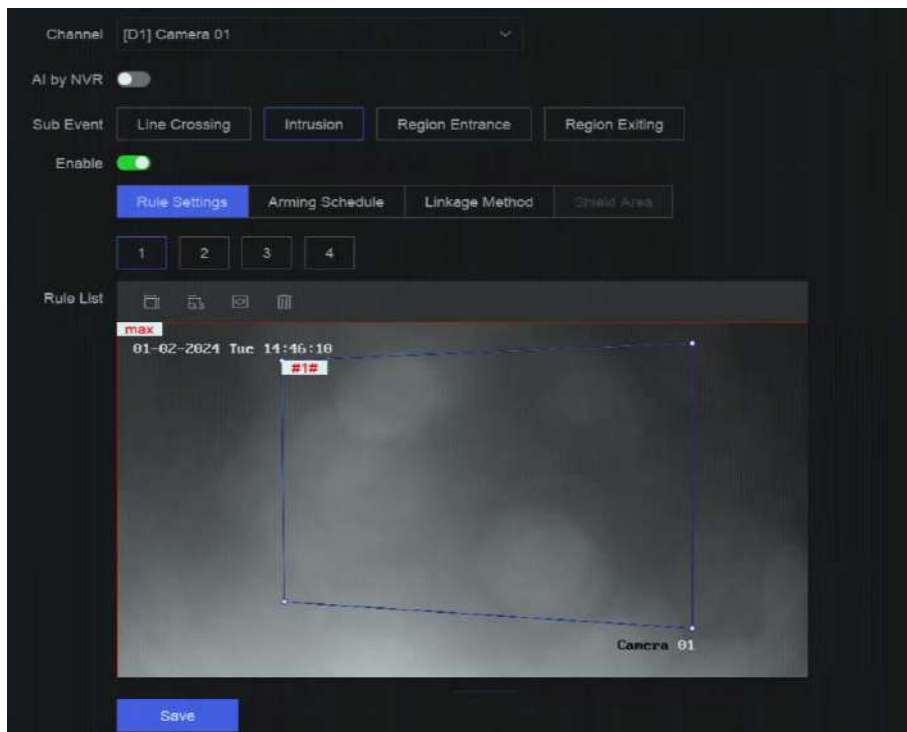 Channel [D1] Camera 01
AI by NVR
Sub Event Line Crossing Intrusion Region Entrance Region Exiting
Enable
Rule Settings Arming Schedule Linkage Method Shield Area
1 2 3 4
Rule List
max
01-02-2024 Tue 14:46:10
#1#
Camera 01
Save